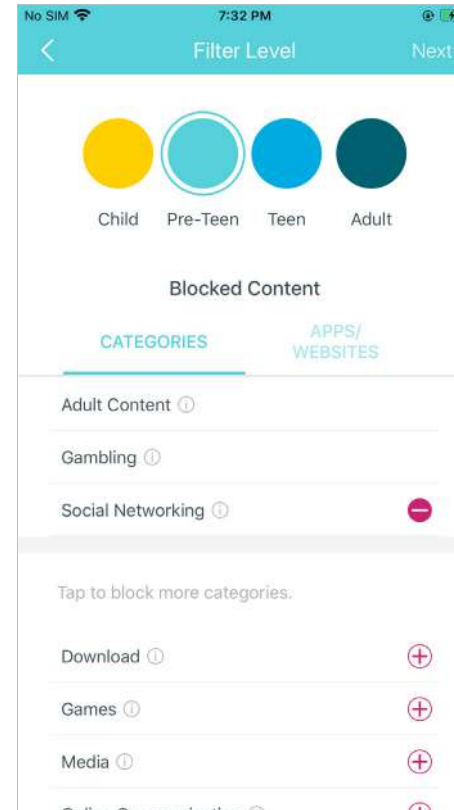 No SIM 7:32 PM
Filter Level Next
Child Pre-Teen Teen Adult
Blocked Content
CATEGORIES
APPS/
WEBSITES
Adult Content
Gambling
Social Networking
Tap to block more categories.
Download
Games
Media